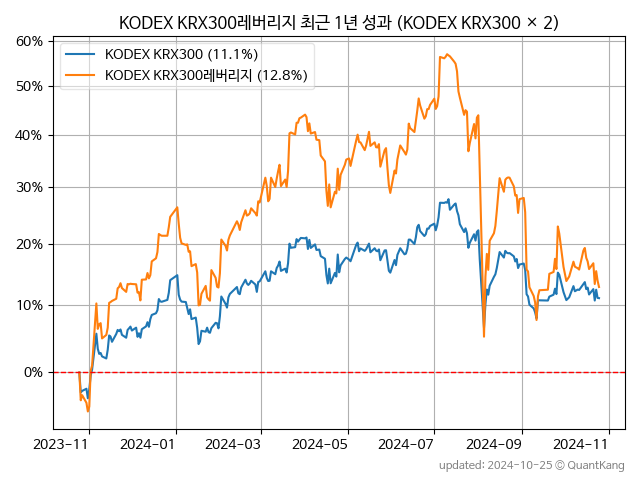 KODEX KRX300레버리지 최근 1년 성과 (KODEX KRX300 × 2)
KODEX KRX300 (11.1%)
KODEX KRX300레버리지 (12.8%)
60%
50%
40%
30%
20%
10%
0%
2023-11 2024-01 2024-03 2024-05 2024-07 2024-09 2024-11
updated: 2024-10-25 © QuantKang